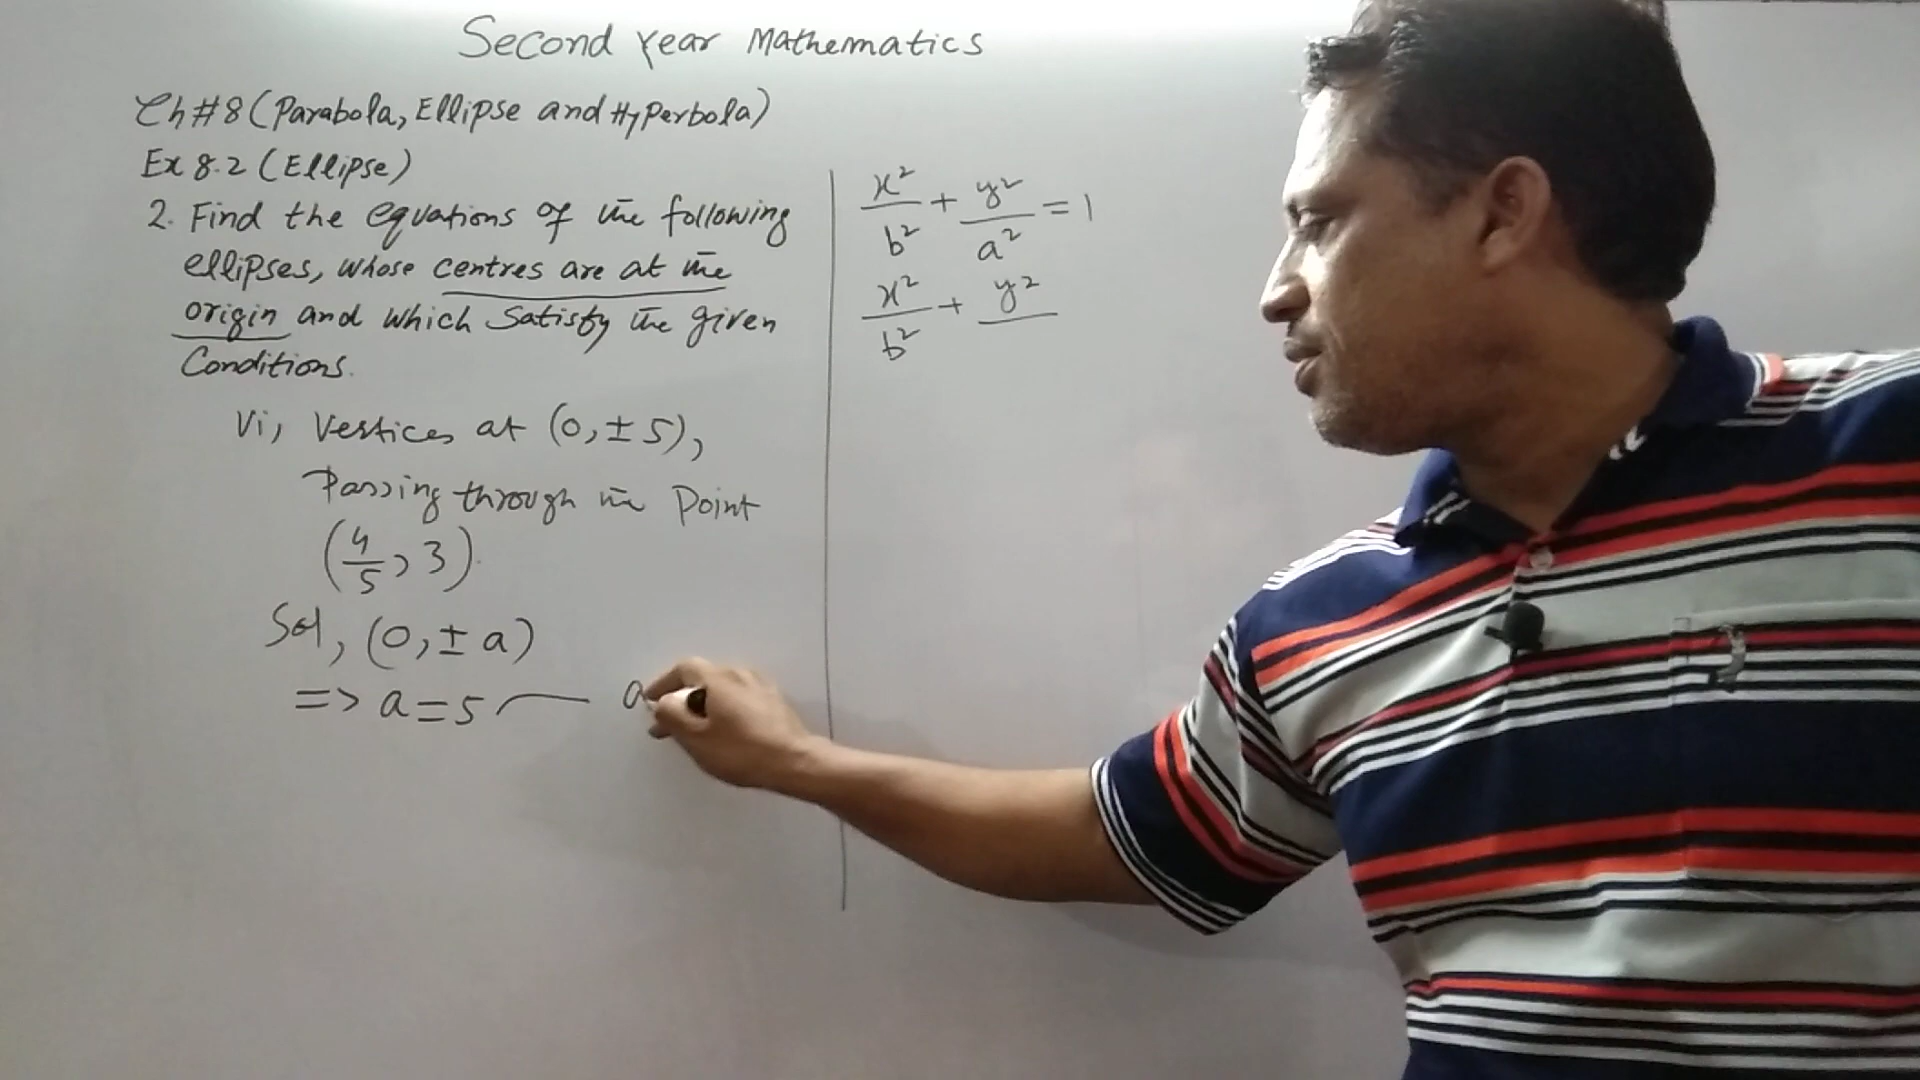 Second Year Mathematics
Ch#8 (Parabola, Ellipse and Hyperbola)
Ex 8.2 (Ellipse)
2. Find the equations of the following
ellipses, whose centres are at the
origin and which satisfy the given
Conditions.
Vi, Vertices at (0, ± 5),
Passing through the Point
(4/5, 3).
Sol, (0, ± a)
=> a = 5 a
x²/b² + y²/a² = 1
x²/b² + y²